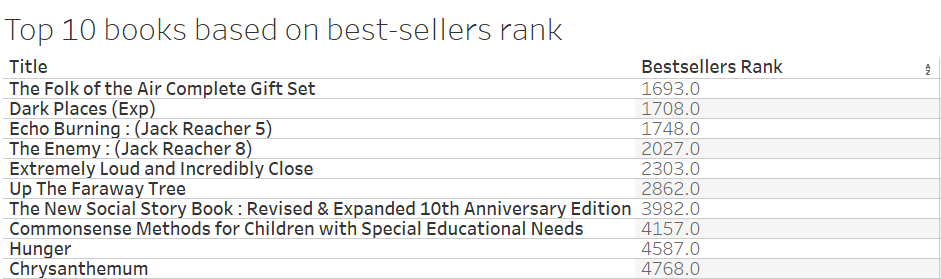 Top 10 books based on best-sellers rank
Title Bestsellers Rank
The Folk of the Air Complete Gift Set 1693.0
Dark Places (Exp) 1708.0
Echo Burning : (Jack Reacher 5) 1748.0
The Enemy : (Jack Reacher 8) 2027.0
Extremely Loud and Incredibly Close 2303.0
Up The Faraway Tree 2862.0
The New Social Story Book : Revised & Expanded 10th Anniversary Edition 3982.0
Commonsense Methods for Children with Special Educational Needs 4157.0
Hunger 4587.0
Chrysanthemum 4768.0